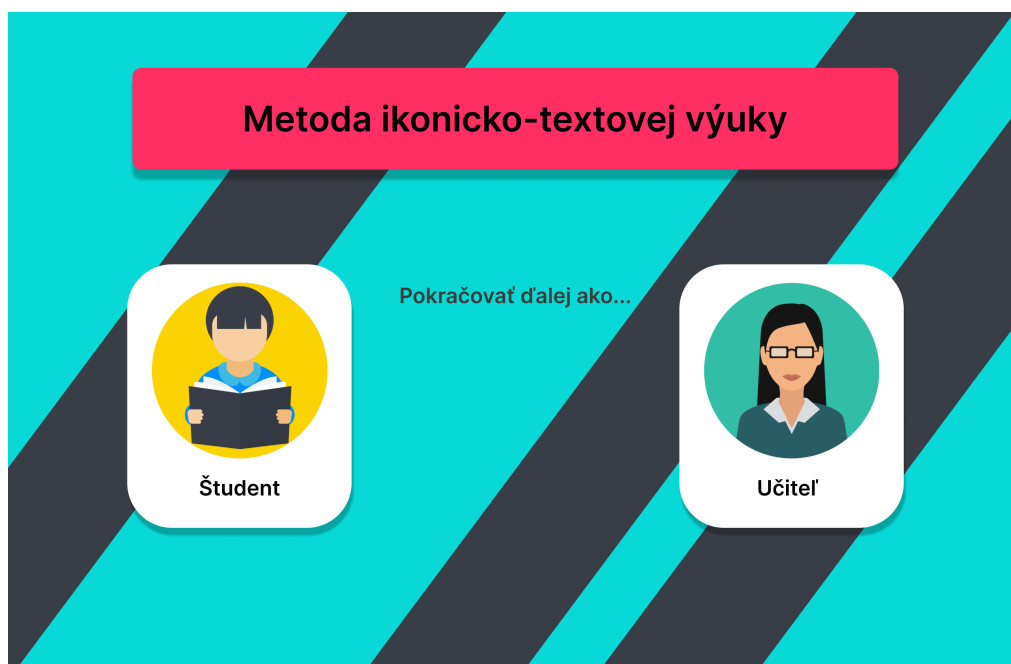 Metoda ikonicko-textovej výuky
Pokračovať ďalej ako...
Študent
Učiteľ